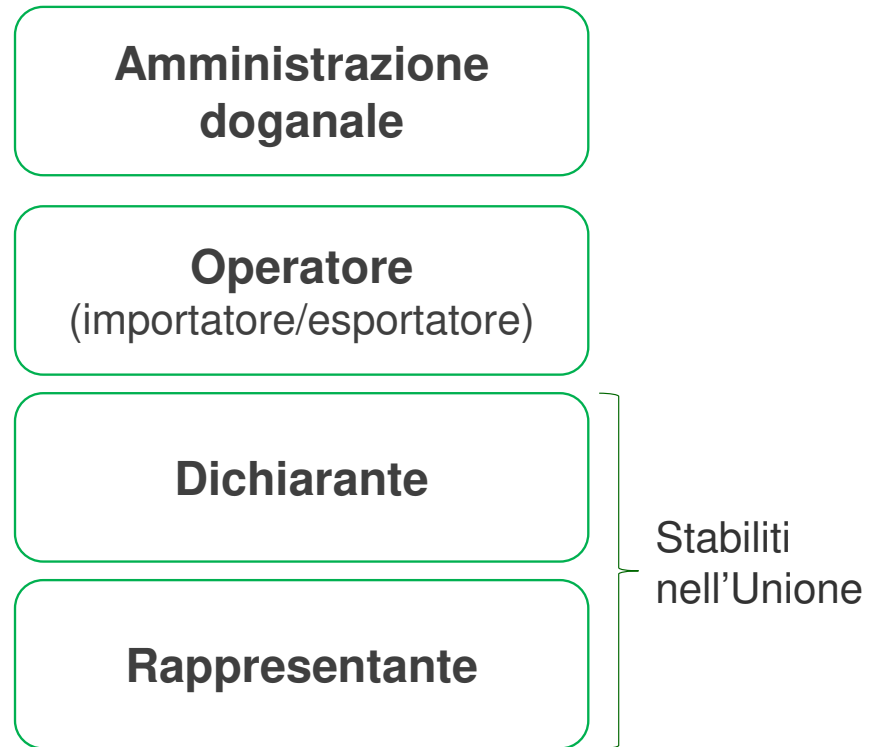 Amministrazione
doganale
Operatore
(importatore/esportatore)
Dichiarante
Stabiliti
nell’Unione
Rappresentante